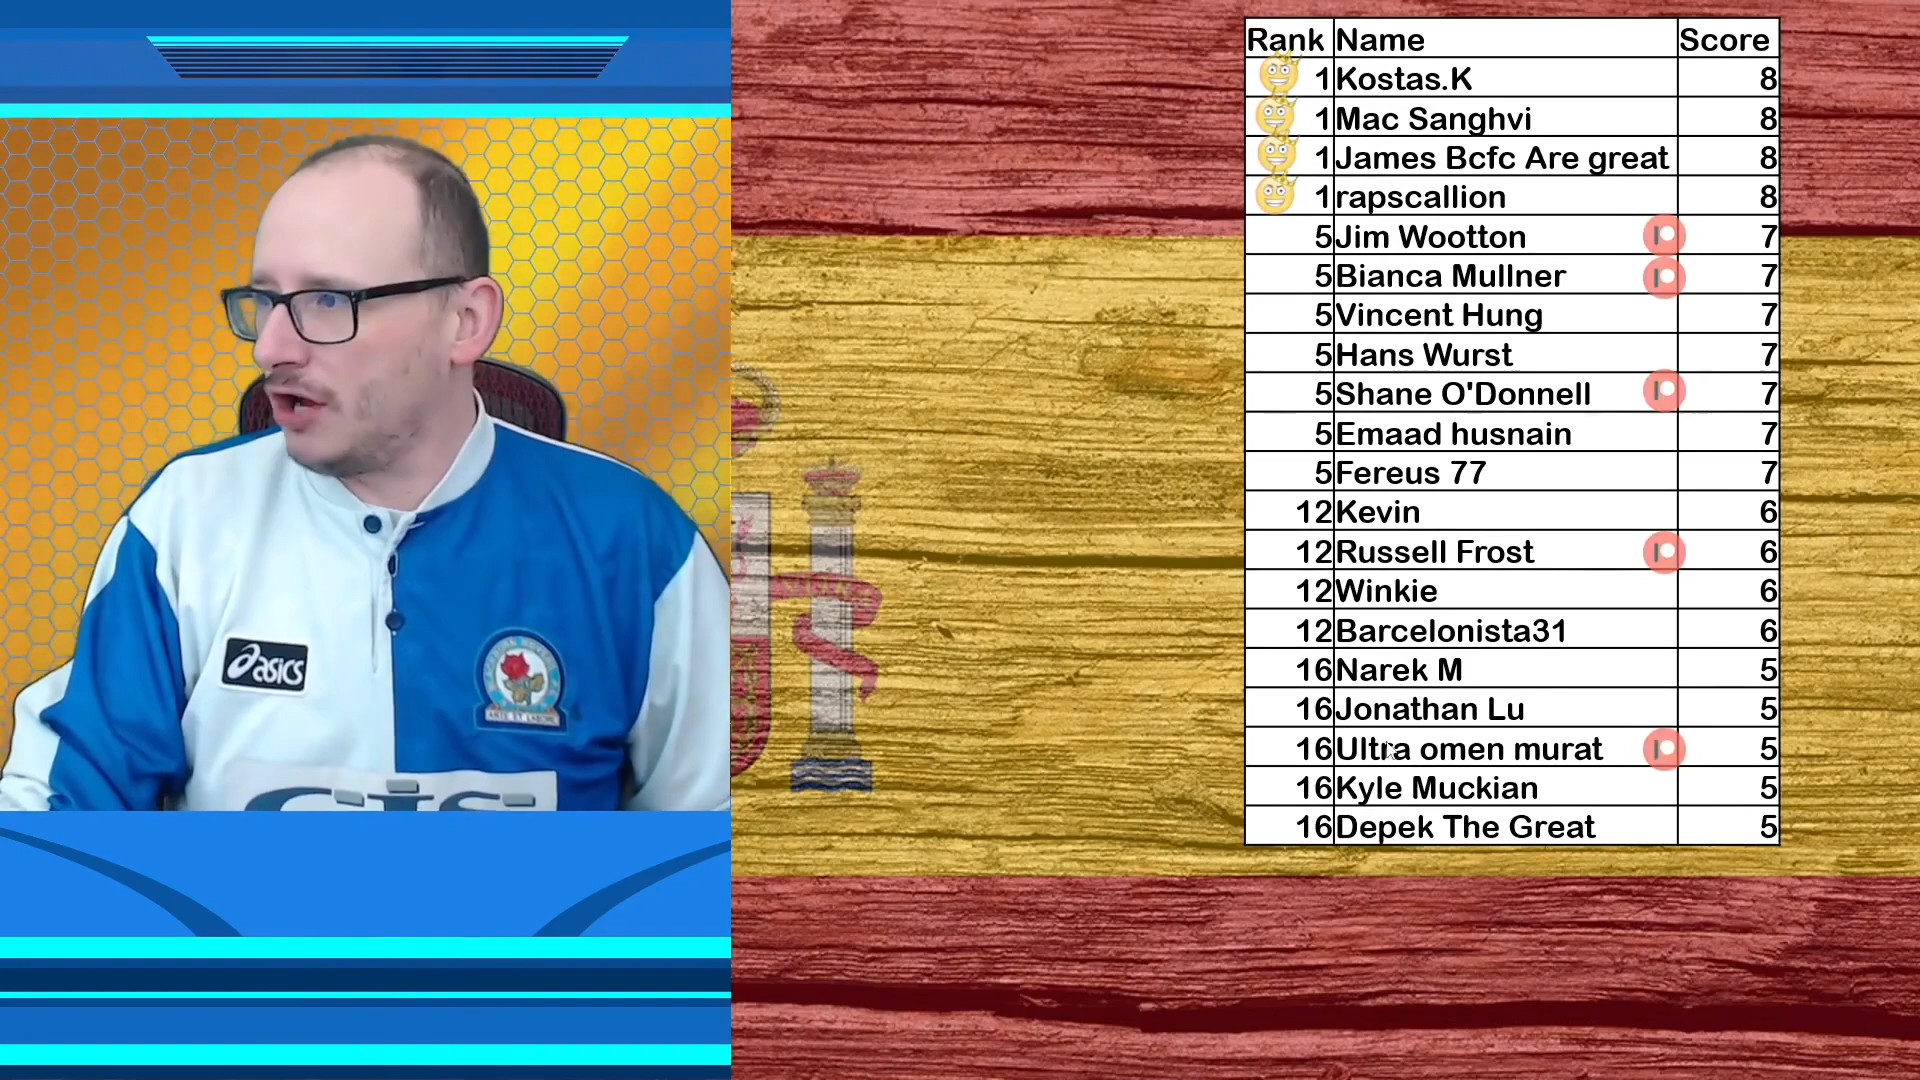 Rank Name Score
1 Kostas.K 8
1 Mac Sanghvi 8
1 James Bcfc Are great 8
1 rapscallion 8
5 Jim Wootton 7
5 Bianca Mullner 7
5 Vincent Hung 7
5 Hans Wurst 7
5 Shane O'Donnell 7
5 Emaad husnain 7
5 Fereus 77 7
12 Kevin 6
12 Russell Frost 6
12 Winkie 6
12 Barcelonista31 6
16 Narek M 5
16 Jonathan Lu 5
16 Ultra omen murat 5
16 Kyle Muckian 5
16 Depek The Great 5
asics